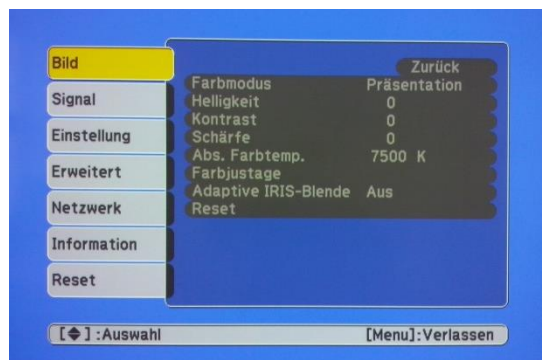 Bild
Signal
Einstellung
Erweitert
Netzwerk
Information
Reset
Zurück
Farbmodus Präsentation
Helligkeit 0
Kontrast 0
Schärfe 0
Abs. Farbtemp. 7500 K
Farbjustage
Adaptive IRIS-Blende Aus
Reset
[◆] :Auswahl [Menu]:Verlassen